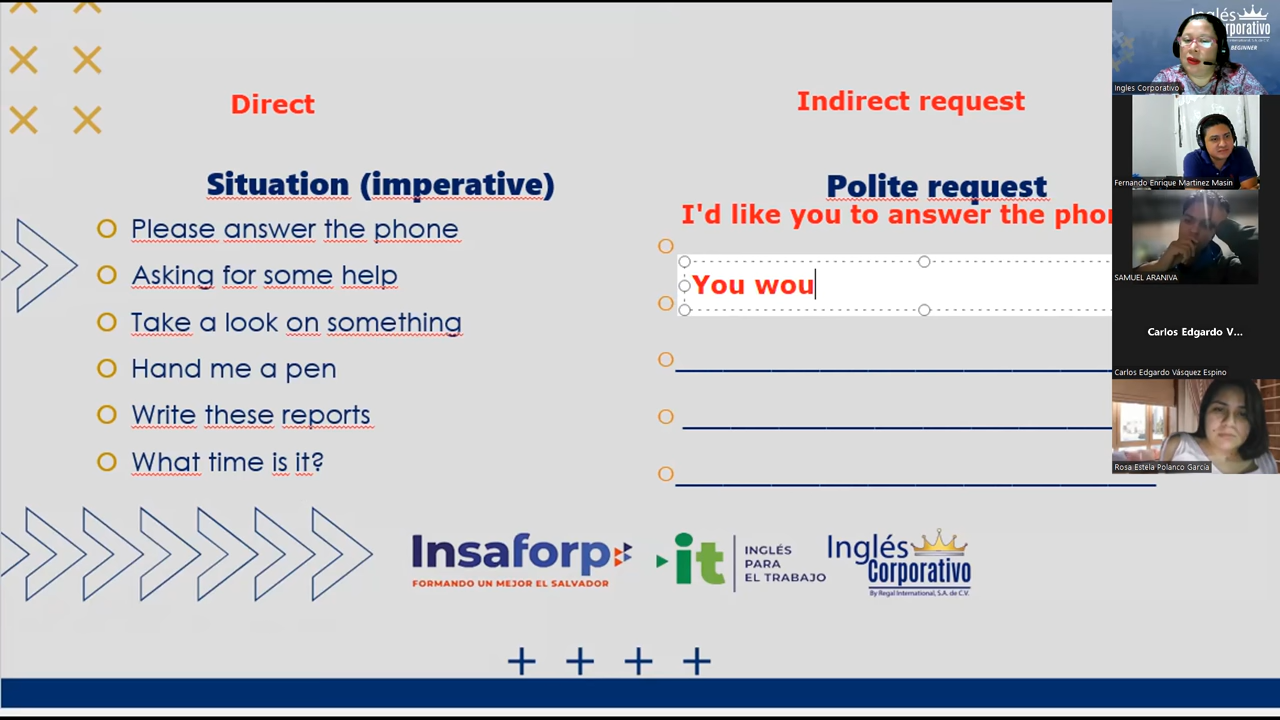 Direct
Indirect request
Situation (imperative)
Please answer the phone
Asking for some help
Take a look on something
Hand me a pen
Write these reports
What time is it?
Polite request
I'd like you to answer the phon
You wou
Insaforp
FORMANDO UN MEJOR EL SALVADOR
it
INGLÉS
PARA
EL TRABAJO
Inglés
Corporativo
By Regal International, S.A. de C.V.
Inglés
orporativo
BEGINNER
Ingles Corporativo
Fernando Enrique Martinez Masin
SAMUEL ARANIVA
Carlos Edgardo V...
Carlos Edgardo Vásquez Espino
Rosa Estela Polanco García